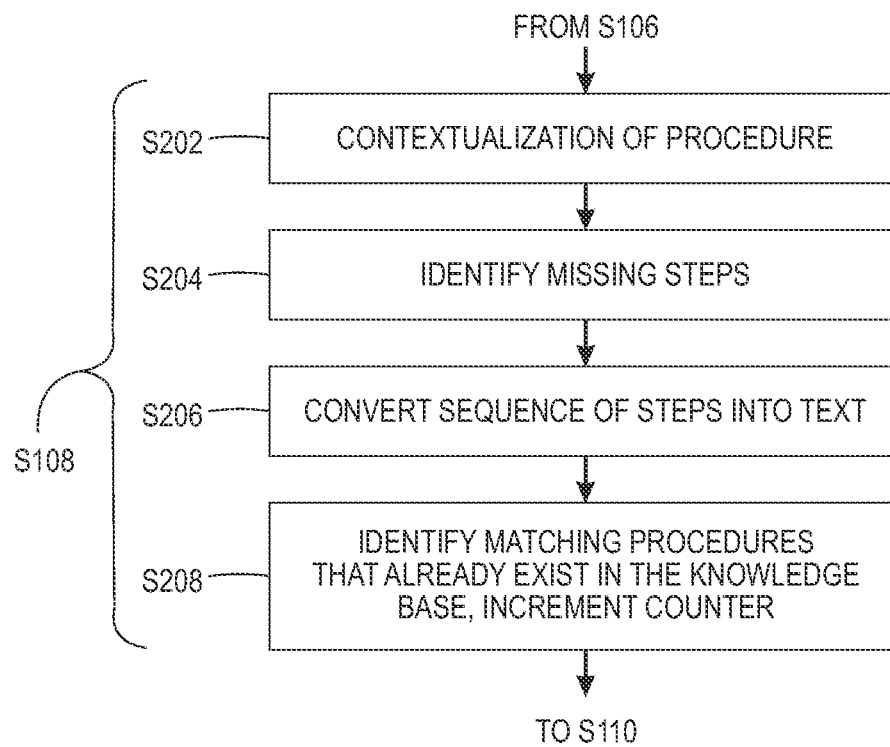 FROM S106
S202
CONTEXTUALIZATION OF PROCEDURE
S204
IDENTIFY MISSING STEPS
S206
CONVERT SEQUENCE OF STEPS INTO TEXT
S108
S208
IDENTIFY MATCHING PROCEDURES
THAT ALREADY EXIST IN THE KNOWLEDGE
BASE, INCREMENT COUNTER
TO S110